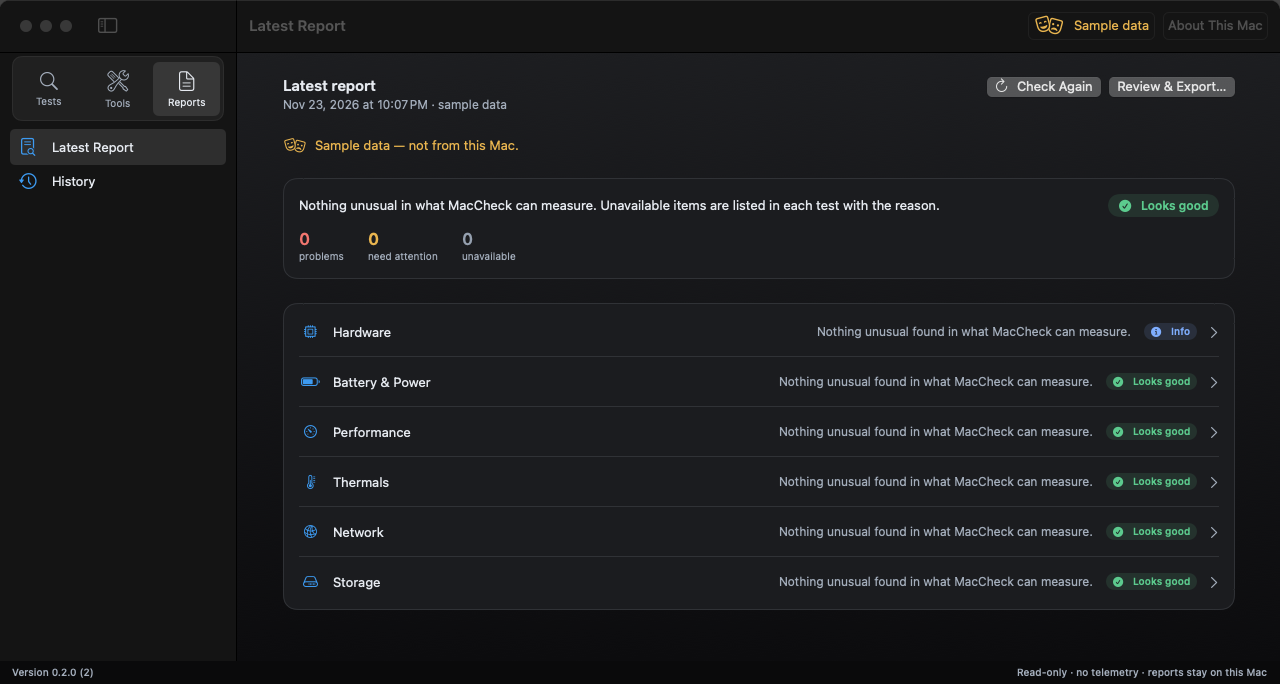 Latest Report
Sample data
About This Mac
Tests
Tools
Reports
Latest Report
History
Latest report
Nov 23, 2026 at 10:07 PM · sample data
Check Again
Review & Export...
Sample data — not from this Mac.
Nothing unusual in what MacCheck can measure. Unavailable items are listed in each test with the reason.
Looks good
0
problems
0
need attention
0
unavailable
Hardware
Nothing unusual found in what MacCheck can measure.
Info
Battery & Power
Nothing unusual found in what MacCheck can measure.
Looks good
Performance
Nothing unusual found in what MacCheck can measure.
Looks good
Thermals
Nothing unusual found in what MacCheck can measure.
Looks good
Network
Nothing unusual found in what MacCheck can measure.
Looks good
Storage
Nothing unusual found in what MacCheck can measure.
Looks good
Version 0.2.0 (2)
Read-only · no telemetry · reports stay on this Mac